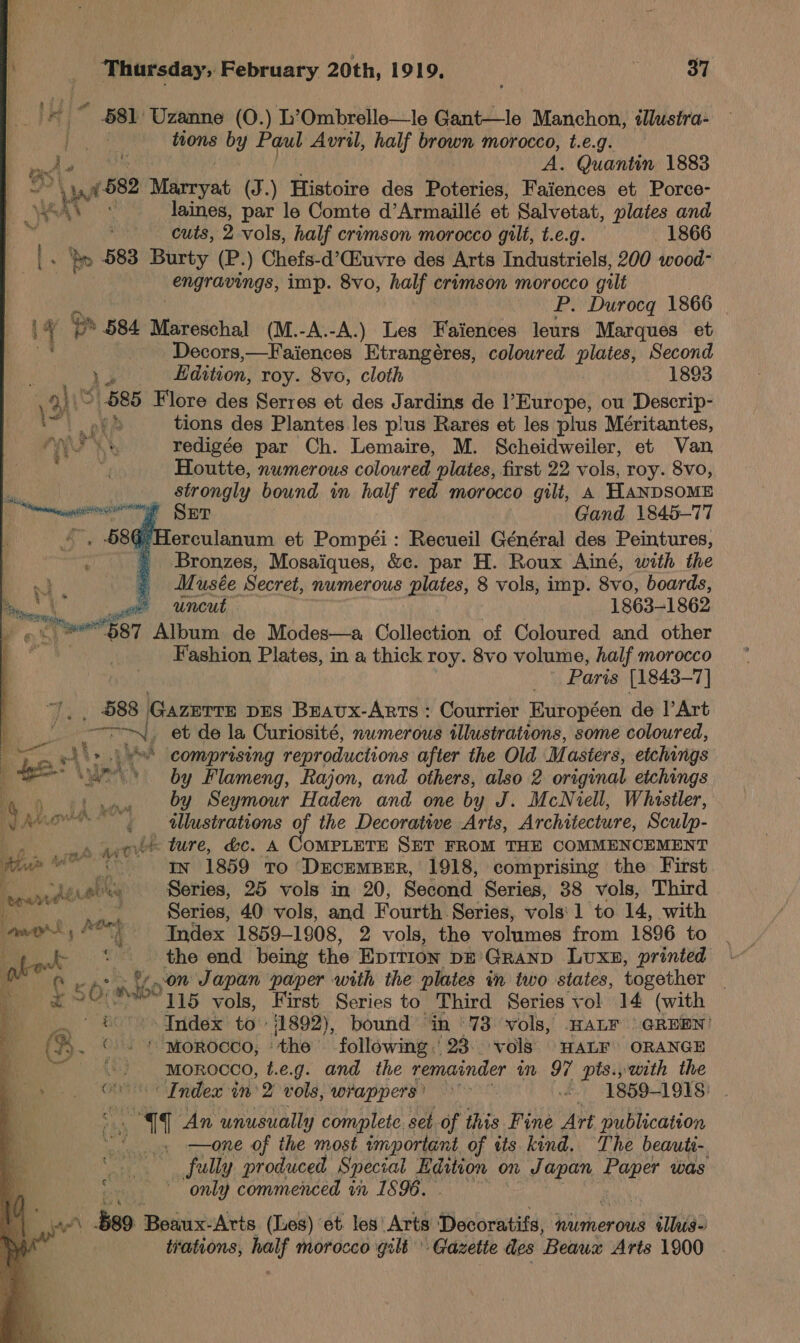 Thursday, February 20th, 1919. 37
581 Uzanne (O.) L'Ombrelle—le Gant—le Manchon, illustra-
tions by Paul Avril, half brown morocco, t.e.g.
A. Quantin 1883
582 Marryat (J.) Histoire des Poteries, Faïences et Porce-
laines, par le Comte d'Armaillé et Salvetat, plates and
cuts, 2 vols, half crimson morocco gilt, t.e.g. 1866
583 Burty (P.) Chefs-d'Œuvre des Arts Industriels, 200 wood-
engravings, imp. 8vo, half crimson morocco gilt
P. Durocq 1866
584 Mareschal (M.-A.-A.) Les Faïences leurs Marques et
Decors,—Faiences Etrangéres, coloured plates, Second
Edition, roy. 8vo, cloth 1893
585 Flore des Serres et des Jardins de l'Europe, ou Descrip-
tions des Plantes les plus Rares et les plus Méritantes,
redigée par Ch. Lemaire, M. Scheidweiler, et Van
Houtte, numerous coloured plates, first 22 vols, roy. 8vo,
strongly bound in half red morocco gilt, A HANDSOME
SET Gand 1845–77
586 Herculanum et Pompéi : Recueil Général des Peintures,
Bronzes, Mosaïques, &c. par H. Roux Ainé, with the
Musée Secret, numerous plates, 8 vols, imp. 8vo, boards,
uncut 1863–1862
587 Album de Modes—a Collection of Coloured and other
Fashion Plates, in a thick roy. 8vo volume, half morocco
Paris [1843–7]
588 GAZETTE DES BEAUX-ARTS : Courrier Européen de l'Art
et de la Curiosité, numerous illustrations, some coloured,
comprising reproductions after the Old Masters, etchings
by Flameng, Rajon, and others, also 2 original etchings
by Seymour Haden and one by J. McNiell, Whistler,
illustrations of the Decorative Arts, Architecture, Sculp-
ture, &c. A COMPLETE SET FROM THE COMMENCEMENT
IN 1859 TO DECEMBER, 1918, comprising the First
Series, 25 vols in 20, Second Series, 38 vols, Third
Series, 40 vols, and Fourth Series, vols 1 to 14, with
Index 1859–1908, 2 vols, the volumes from 1896 to
the end being the EDITION DE GRAND LUXE, printed
on Japan paper with the plates in two states, together
115 vols, First Series to Third Series vol 14 (with
Index to 1892), bound in 73 vols, HALF GREEN
MOROCCO, the following 23 vols HALF ORANGE
MOROCCO, t.e.g. and the remainder in 97 pts., with the
Index in 2 vols, wrappers 1859–1918
¶¶ An unusually complete set of this Fine Art publication
—one of the most important of its kind. The beauti-
fully produced Special Edition on Japan Paper was
only commenced in 1896.
589 Beaux-Arts (Les) et les Arts Decoratifs, numerous illus-
trations, half morocco gilt Gazette des Beaux Arts 1900